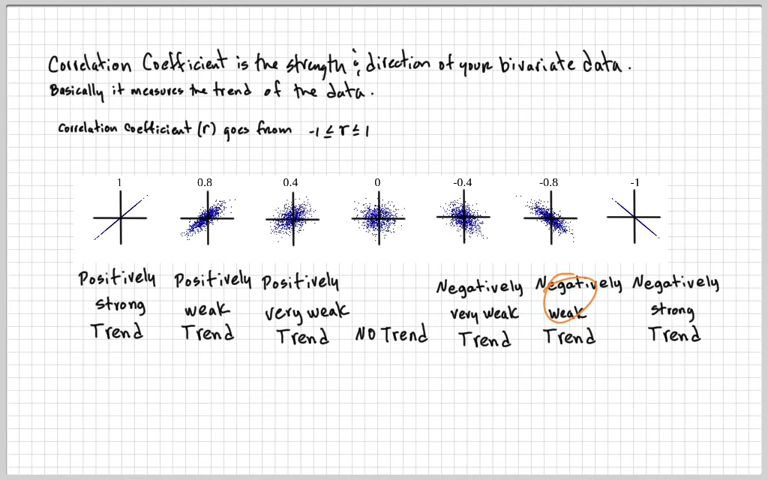 Correlation Coefficient is the strength & direction of your bivariate data.
Basically it measures the trend of the data.
Correlation Coefficient (r) goes from -1 ≤ r ≤ 1
1 0.8 0.4 0 -0.4 -0.8 -1
Positively Positively Positively Negatively Negatively Negatively
strong weak very weak very weak weak strong
Trend Trend Trend NO Trend Trend Trend Trend